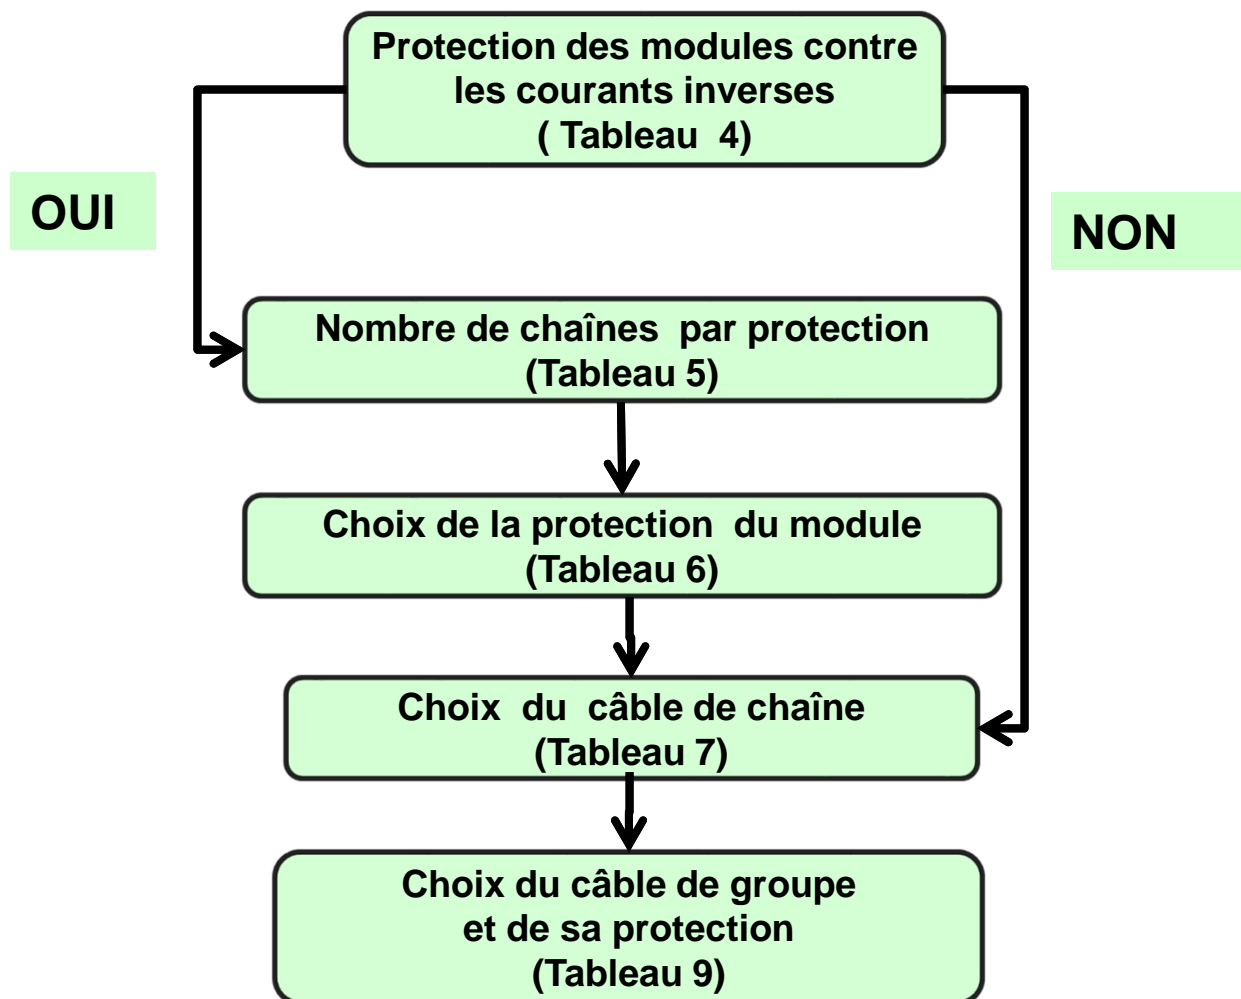 Protection des modules contre
les courants inverses
( Tableau 4)
OUI
NON
Nombre de chaînes par protection
(Tableau 5)
Choix de la protection du module
(Tableau 6)
Choix du câble de chaîne
(Tableau 7)
Choix du câble de groupe
et de sa protection
(Tableau 9)